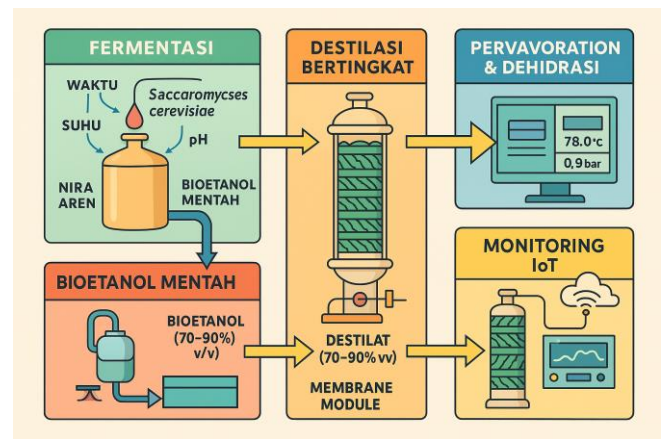 FERMENTASI
WAKTU
Saccaromycses
cerevisiae
SUHU
pH
NIRA
AREN
BIOETANOL
MENTAH
DESTILASI
BERTINGKAT
PERVAVORATION
& DEHIDRASI
78.0°c
0,9 bar
BIOETANOL MENTAH
BIOETANOL
(70–90%)
v/v)
DESTILAT
(70–90% vv)
MEMBRANE
MODULE
MONITORING
IoT